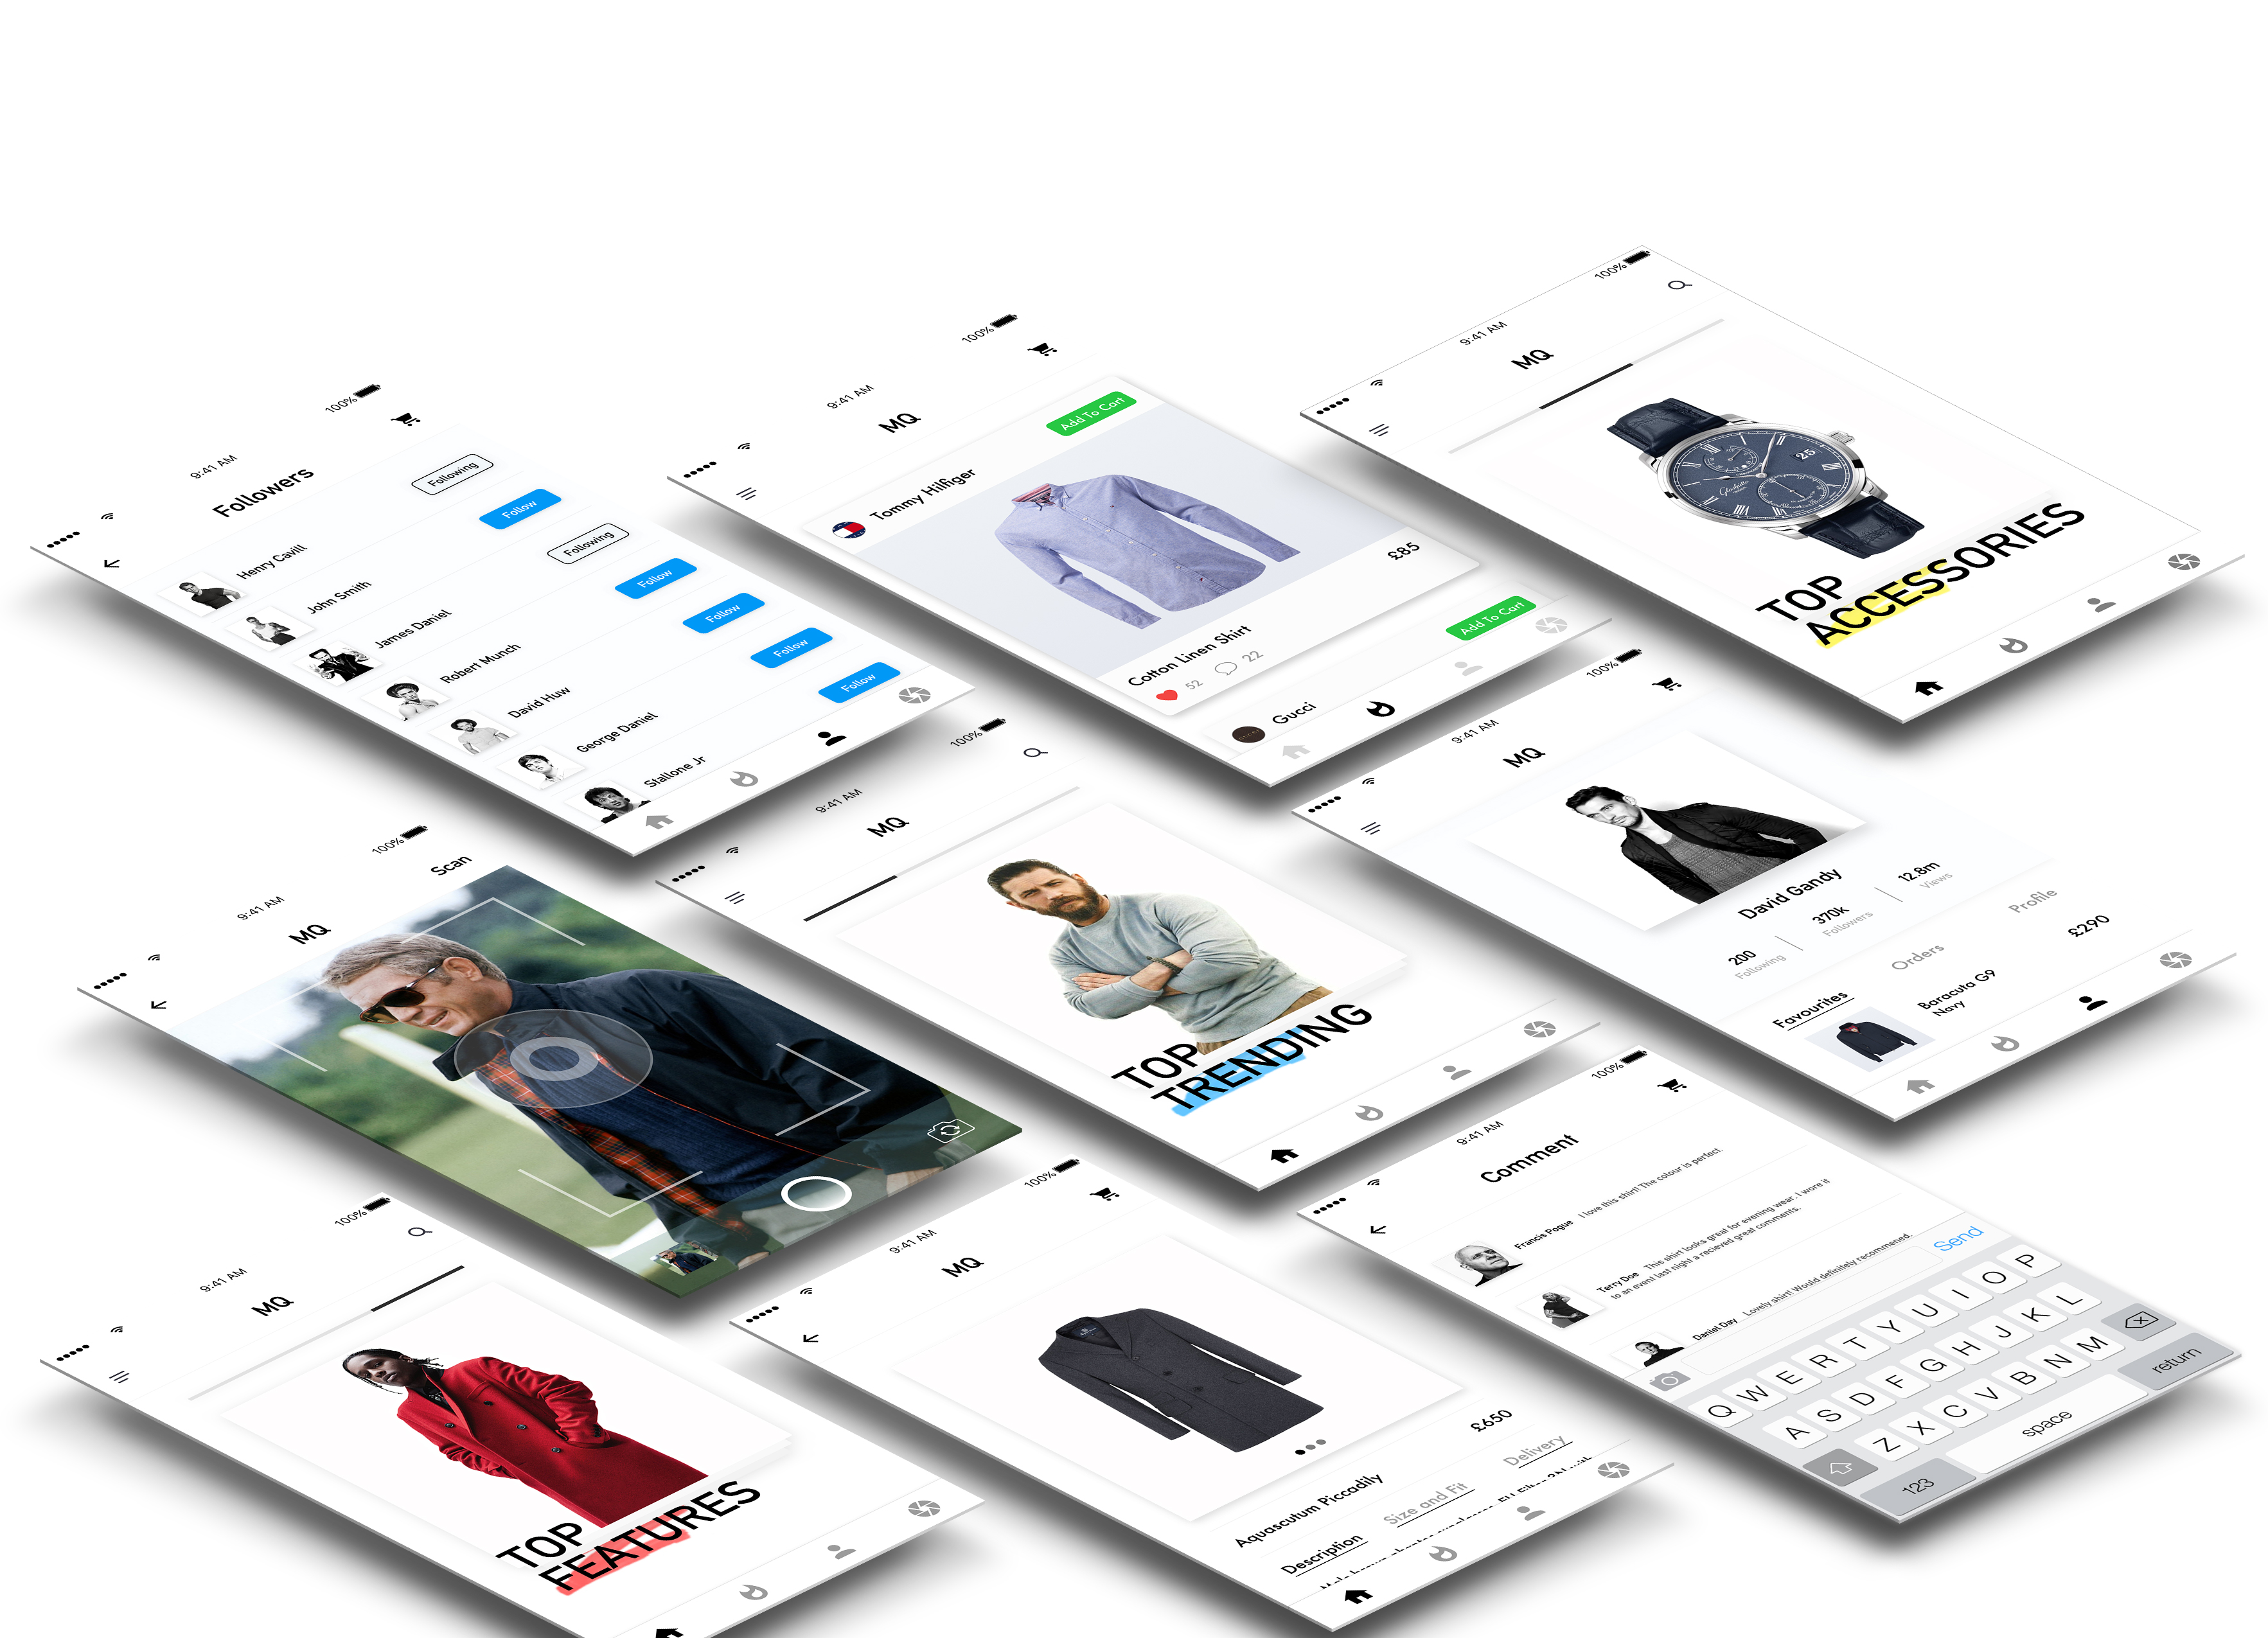 9:41 AM
100%
Followers
Henry Cavill
Following
John Smith
Follow
James Daniel
Following
Robert Munch
Follow
David Huw
Follow
George Daniel
Follow
Stallone Jr
Follow
9:41 AM
100%
MQ
Tommy Hilfiger
Add To Cart
Cotton Linen Shirt
£85
52
22
Gucci
Add To Cart
9:41 AM
100%
MQ
25
TOP
ACCESSORIES
9:41 AM
100%
MQ
Scan
9:41 AM
100%
MQ
TOP
TRENDING
9:41 AM
100%
MQ
David Gandy
200
Following
370k
Followers
12.8m
Views
Favourites
Orders
Profile
Baracuta G9
Navy
£290
9:41 AM
100%
MQ
TOP
FEATURES
9:41 AM
100%
MQ
Aquascutum Piccadily
£650
Description
Size and Fit
Delivery
9:41 AM
100%
Comment
Francis Pogue I love this shirt! The colour is perfect.
Terry Doe This shirt looks great for evening wear. I wore it
to an event last night a recieved great comments.
Daniel Day Lovely shirt! Would definitely recommened.
Send
Q W E R T Y U I O P
A S D F G H J K L
Z X C V B N M
123
space
return